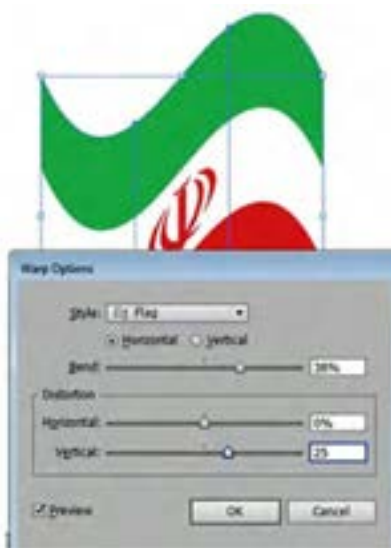 Warp Options
Style: Flag
Horizontal Vertical
Bend: 38%
Distortion
Horizontal: 0%
Vertical: 25
Preview OK Cancel